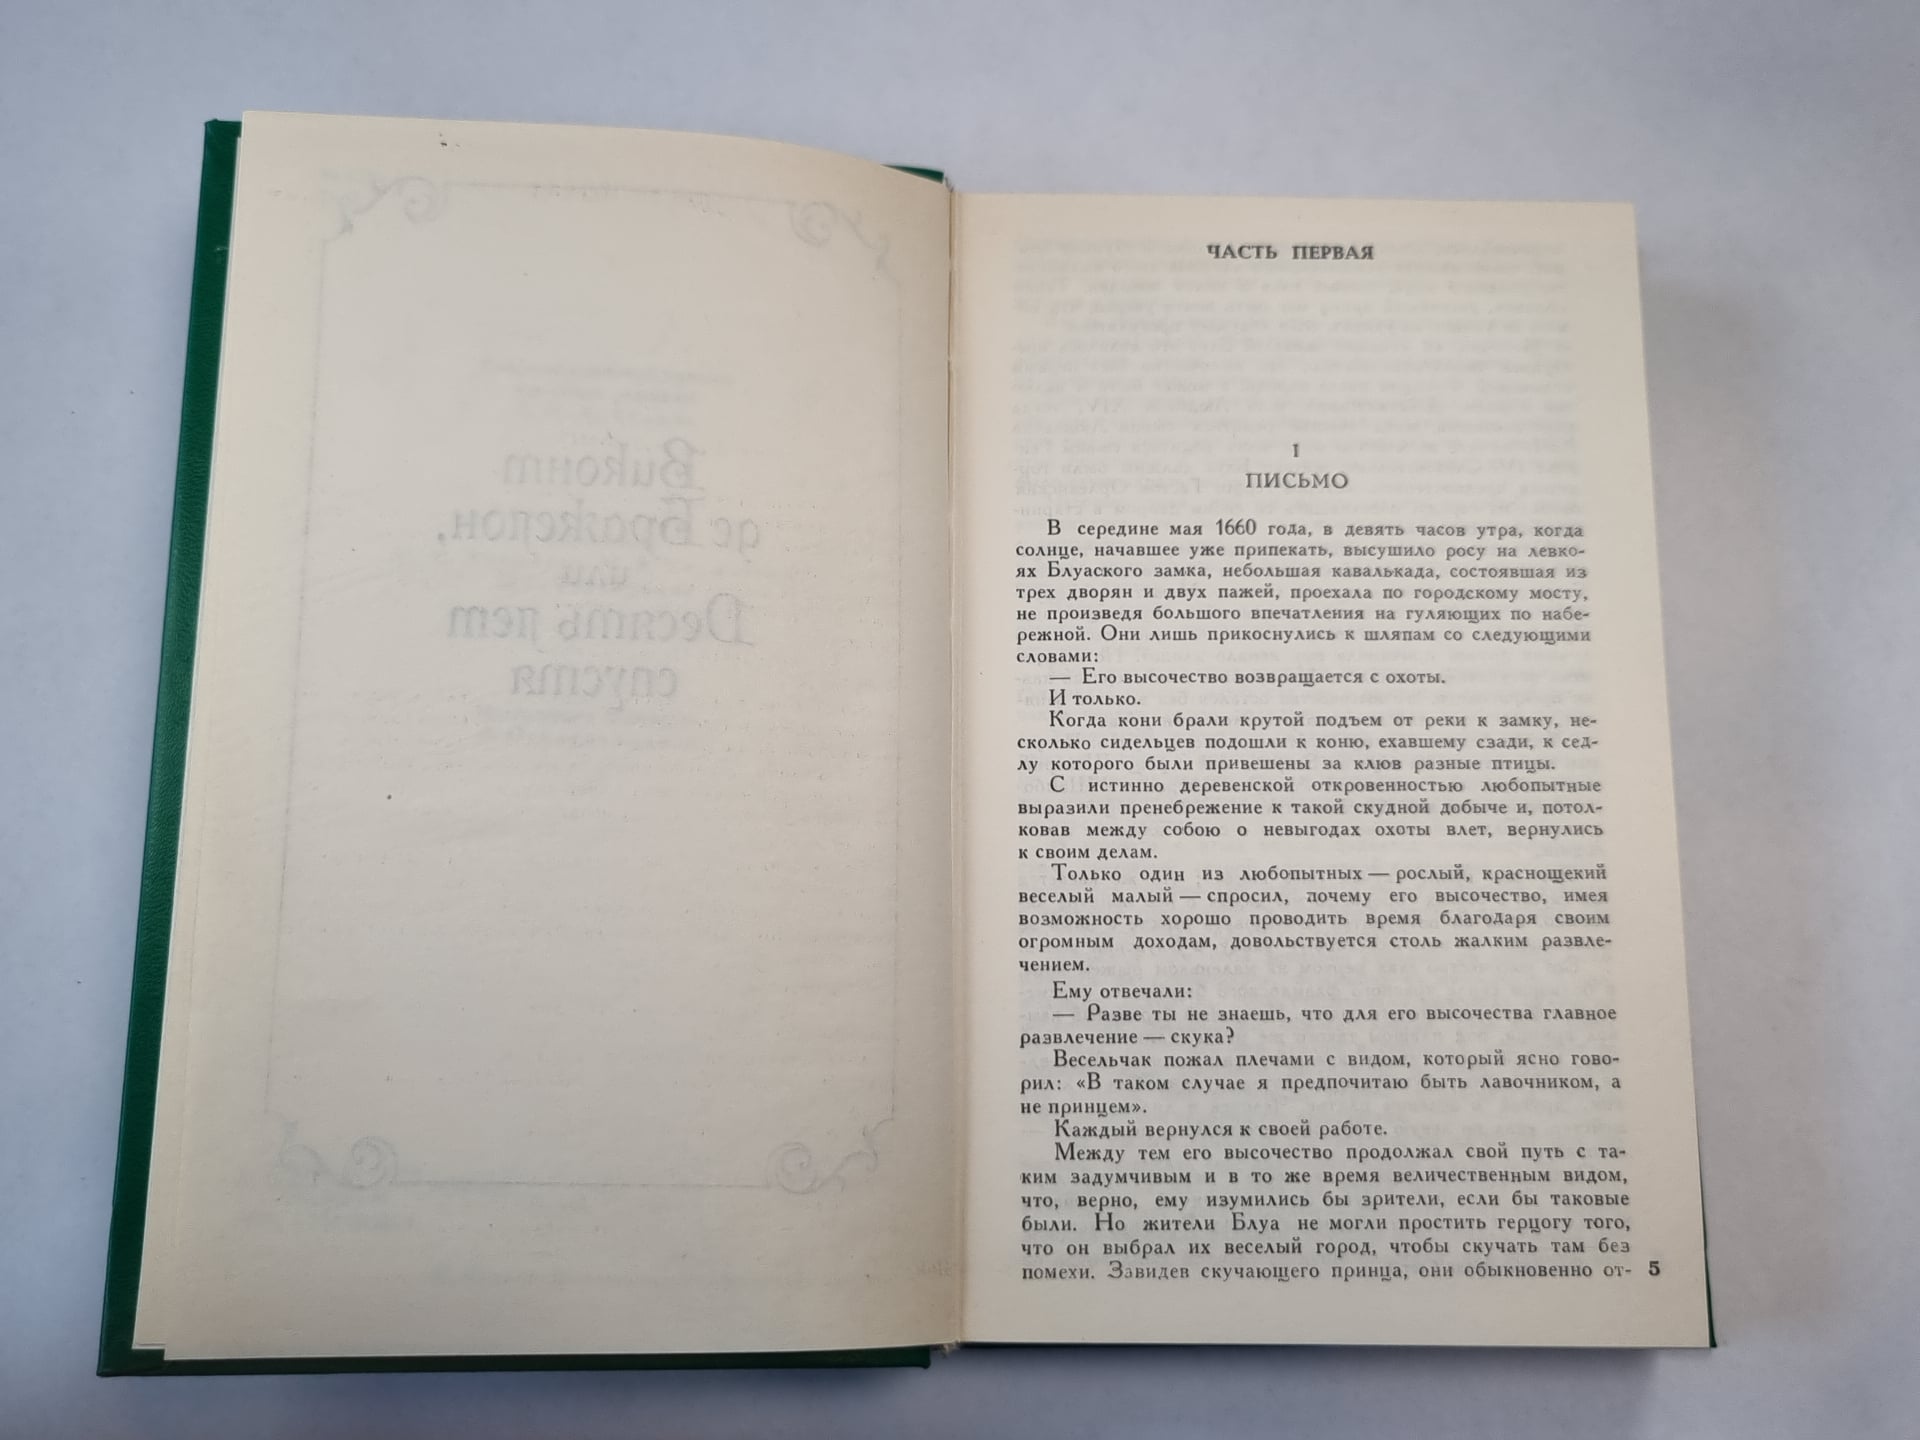 Виконт
де Бражелон,
или
Десять лет
спустя
ЧАСТЬ ПЕРВАЯ
I
ПИСЬМО
В середине мая 1660 года, в девять часов утра, когда
солнце, начавшее уже припекать, высушило росу на левко-
ях Блуаского замка, небольшая кавалькада, состоявшая из
трех дворян и двух пажей, проехала по городскому мосту,
не произведя большого впечатления на гуляющих по набе-
режной. Они лишь прикоснулись к шляпам со следующими
словами:
— Его высочество возвращается с охоты.
И только.
Когда кони брали крутой подъем от реки к замку, не-
сколько сидельцев подошли к коню, ехавшему сзади, к сед-
лу которого были привешены за клюв разные птицы.
С истинно деревенской откровенностью любопытные
выразили пренебрежение к такой скудной добыче и, потол-
ковав между собою о невыгодах охоты влет, вернулись
к своим делам.
Только один из любопытных — рослый, краснощекий
веселый малый — спросил, почему его высочество, имея
возможность хорошо проводить время благодаря своим
огромным доходам, довольствуется столь жалким развле-
чением.
Ему отвечали:
— Разве ты не знаешь, что для его высочества главное
развлечение — скука?
Весельчак пожал плечами с видом, который ясно гово-
рил: «В таком случае я предпочитаю быть лавочником, а
не принцем».
Каждый вернулся к своей работе.
Между тем его высочество продолжал свой путь с та-
ким задумчивым и в то же время величественным видом,
что, верно, ему изумились бы зрители, если бы таковые
были. Но жители Блуа не могли простить герцогу того,
что он выбрал их веселый город, чтобы скучать там без
помехи. Завидев скучающего принца, они обыкновенно от-
5